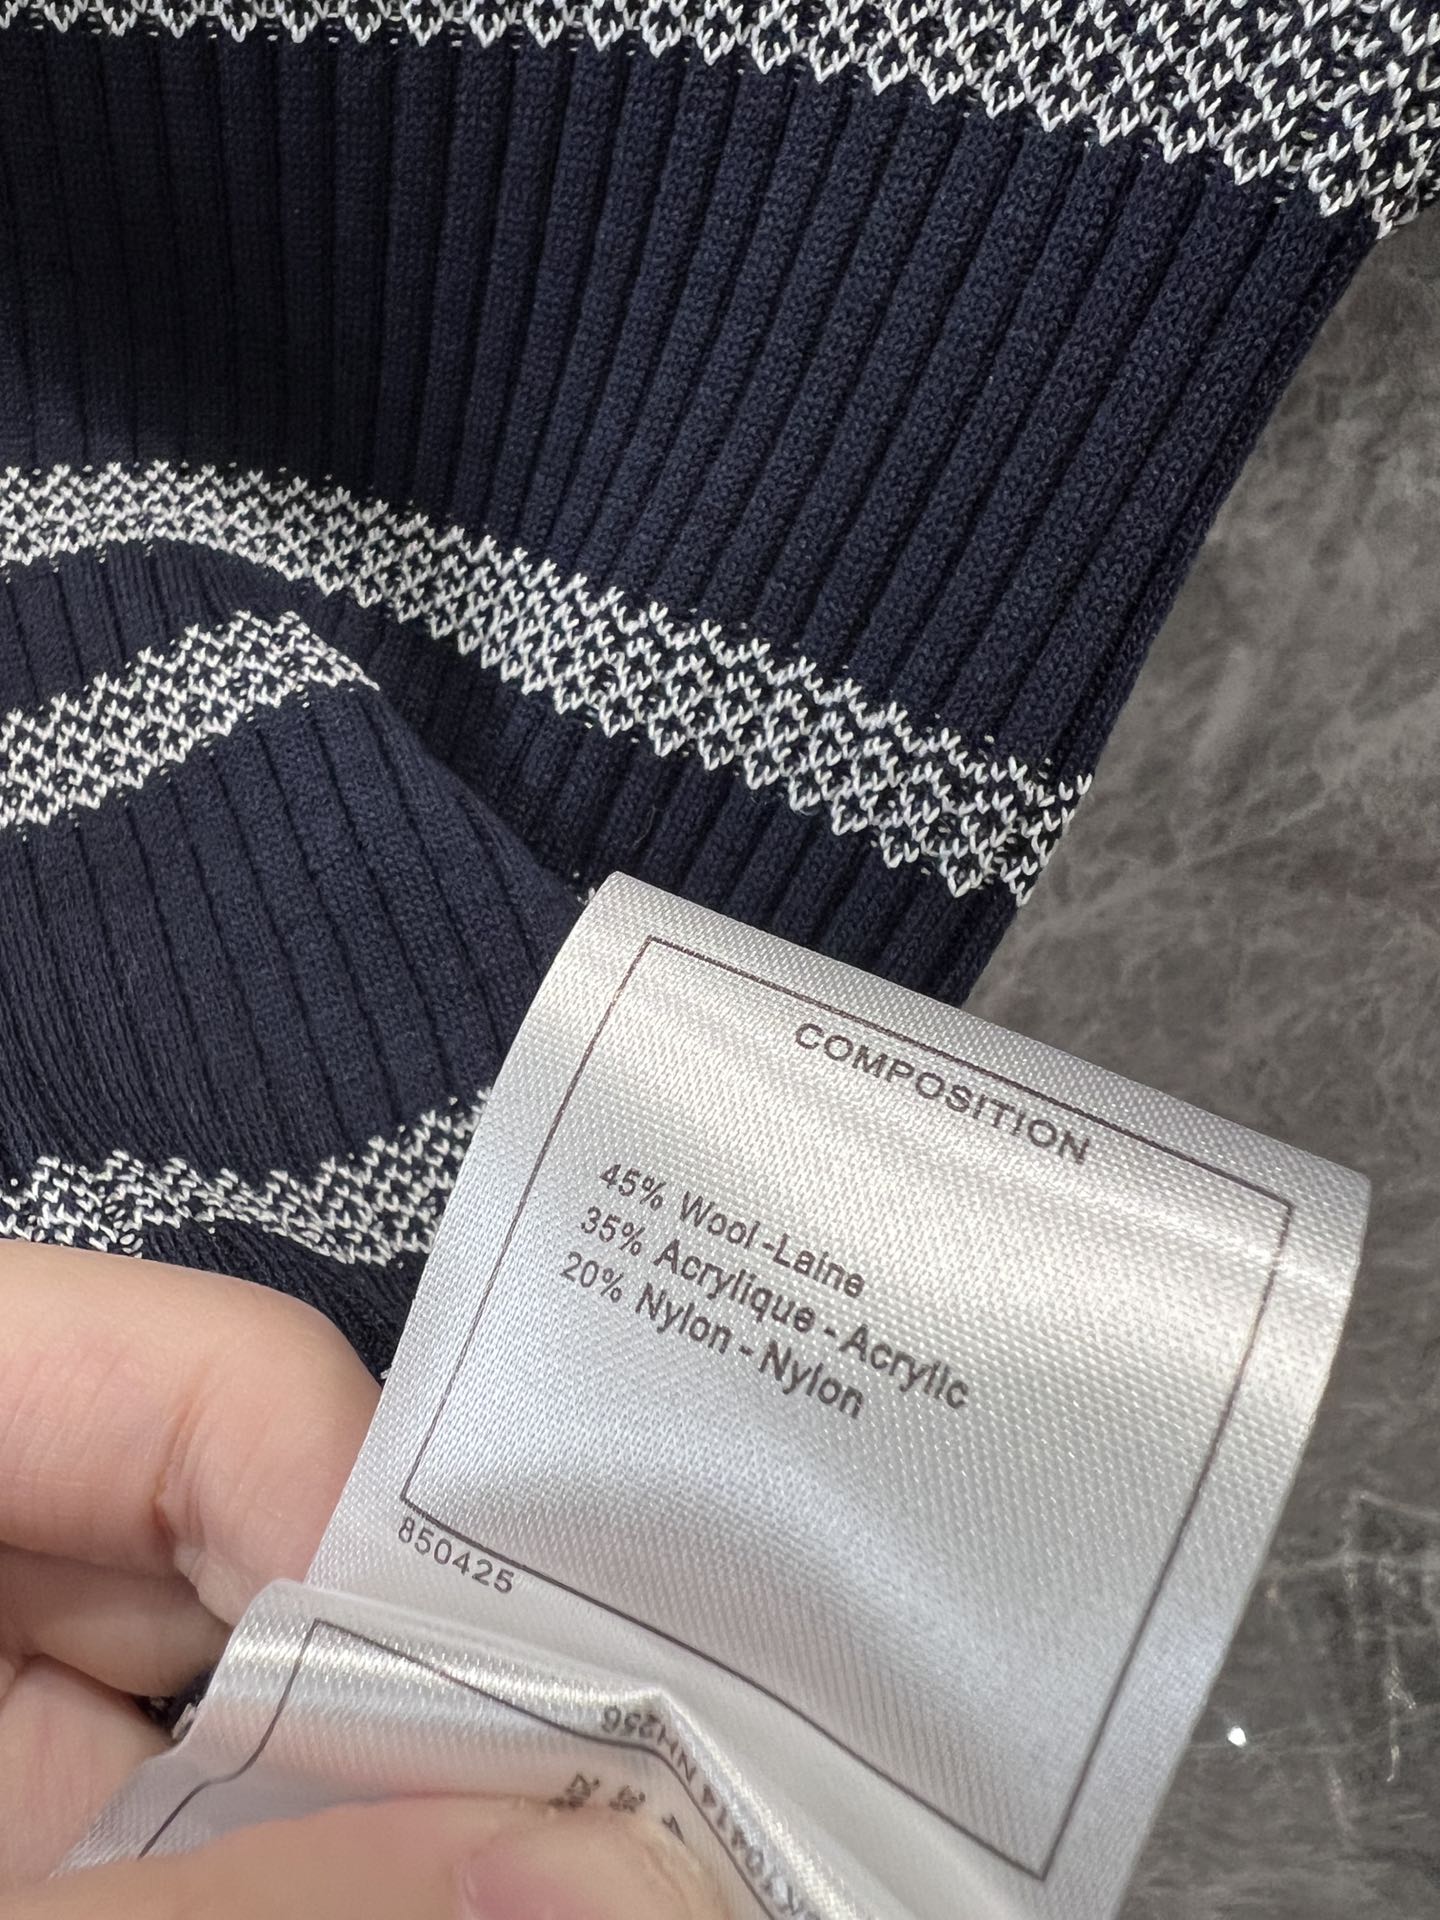 COMPOSITION
45% Wool-Laine
35% Acrylique - Acrylic
20% Nylon - Nylon
850425